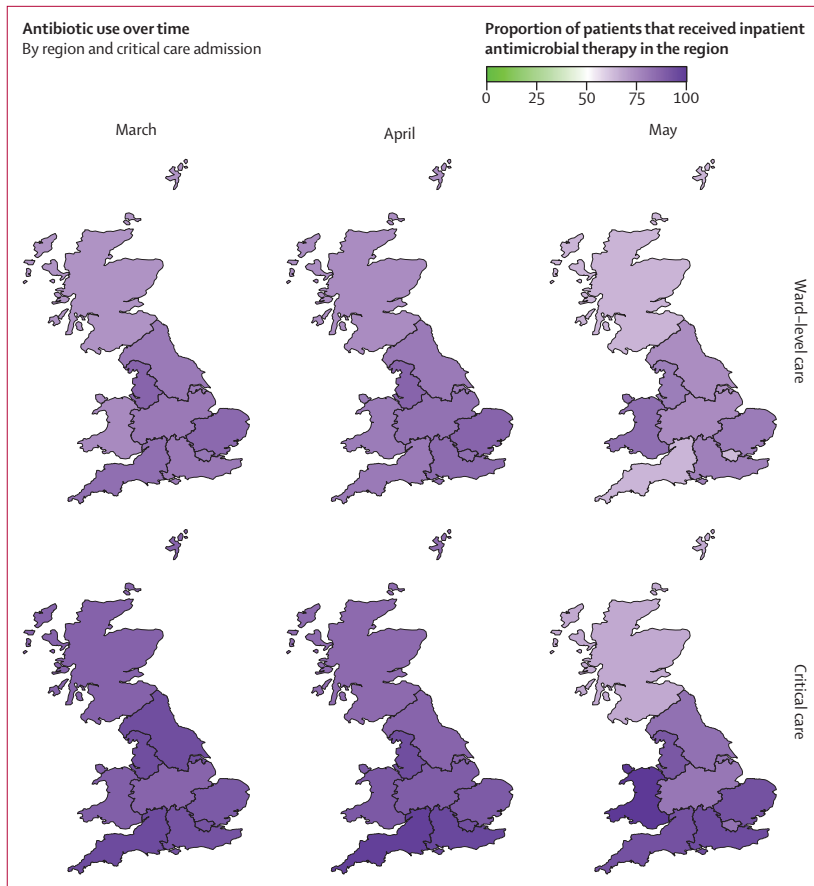 Antibiotic use over time
By region and critical care admission
Proportion of patients that received inpatient
antimicrobial therapy in the region
0 25 50 75 100
March April May
Ward–level care
Critical care